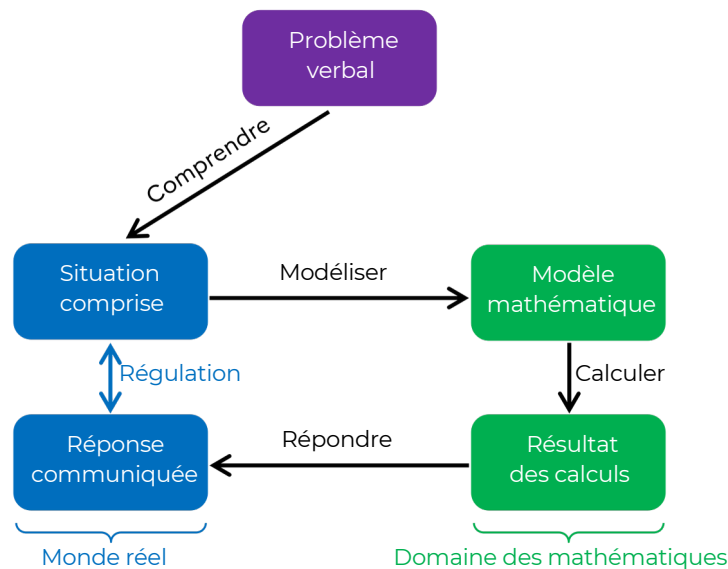 Problème
verbal
Comprendre
Situation
comprise
Modéliser
Modèle
mathématique
Régulation
Calculer
Réponse
communiquée
Répondre
Résultat
des calculs
Monde réel
Domaine des mathématiques